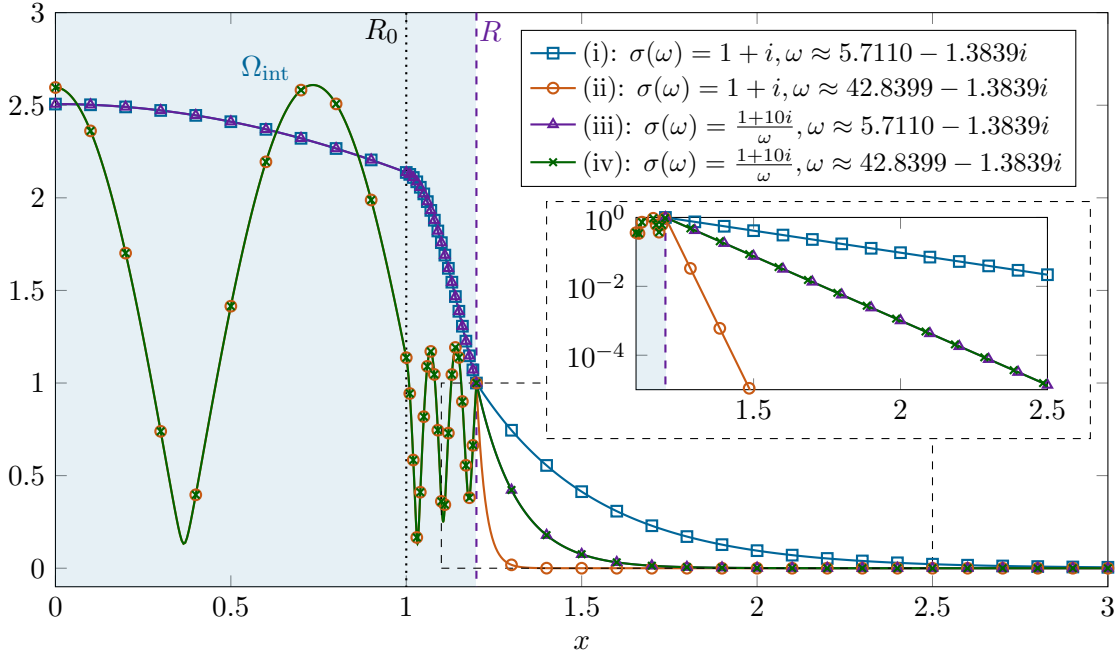 3
2.5
2
1.5
1
0.5
0
0
0.5
1
1.5
2
2.5
3
x
Ω_int
R_0
R
(i): σ(ω) = 1 + i, ω ≈ 5.7110 − 1.3839i
(ii): σ(ω) = 1 + i, ω ≈ 42.8399 − 1.3839i
(iii): σ(ω) = (1+10i)/ω, ω ≈ 5.7110 − 1.3839i
(iv): σ(ω) = (1+10i)/ω, ω ≈ 42.8399 − 1.3839i
10^0
10^−2
10^−4
1.5
2
2.5